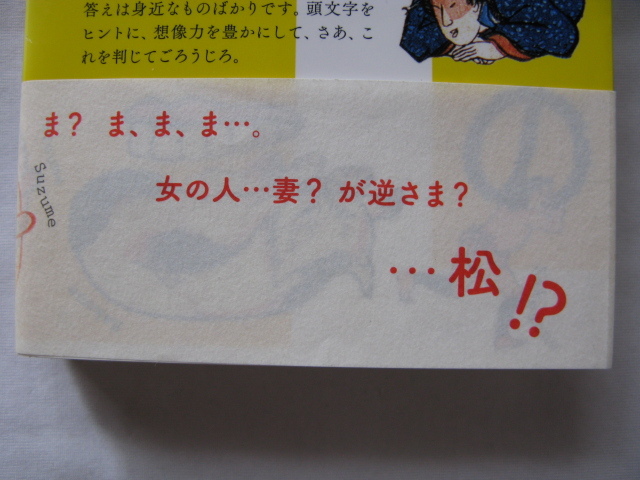 答えは身近なものばかりです。頭文字を
ヒントに、想像力を豊かにして、さあ、こ
れを判じてごろうじろ。
ま? ま、ま、ま…。
Suzume
女の人…妻? が逆さま?
…松!?